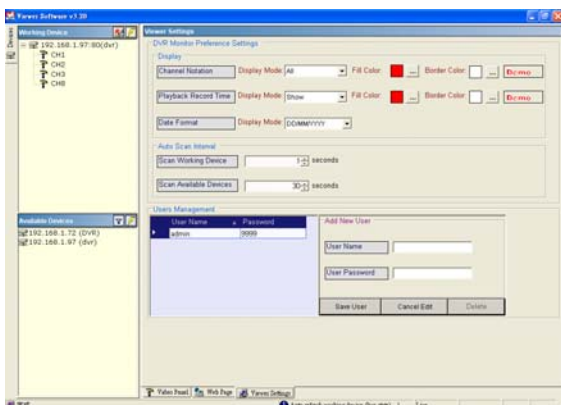 Viewer Software v1.20
Devices
Working Device
192.168.1.97:80(dvr)
CH1
CH2
CH3
CH8
Available Devices
192.168.1.72 (DVR)
192.168.1.97 (dvr)
Viewer Settings
DVR Monitor Preference Settings
Display
Channel Notation Display Mode: All Fill Color: ... Border Color: ... Demo
Playback Record Time Display Mode: Show Fill Color: ... Border Color: ... Demo
Date Format Display Mode: DD/MM/YYYY
Auto Scan Interval
Scan Working Device 1 seconds
Scan Available Devices 30 seconds
Users Management
User Name Password
admin 9999
Add New User
User Name
User Password
Save User Cancel Edit Delete
Video Panel Web Page Viewer Settings